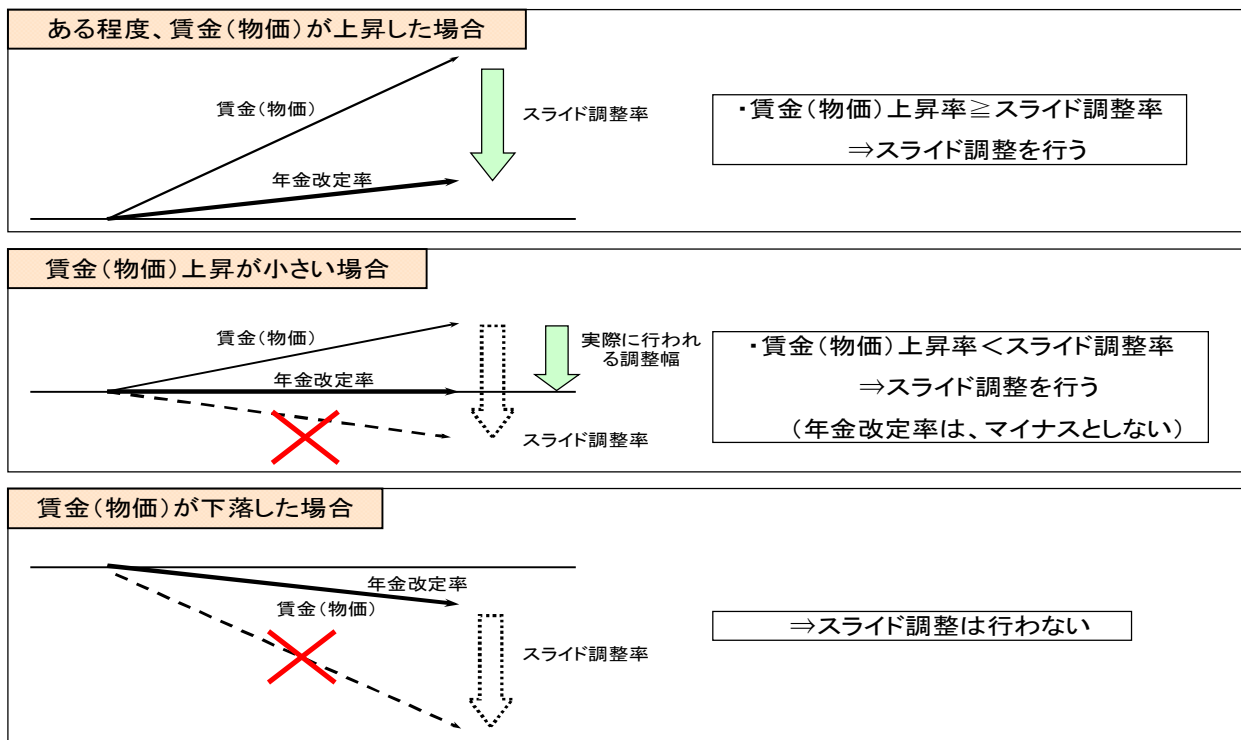 ある程度、賃金(物価)が上昇した場合
賃金(物価)
スライド調整率
年金改定率
・賃金(物価)上昇率≧スライド調整率
⇒スライド調整を行う
賃金(物価)上昇が小さい場合
賃金(物価)
年金改定率
スライド調整率
実際に行われ
る調整幅
・賃金(物価)上昇率<スライド調整率
⇒スライド調整を行う
(年金改定率は、マイナスとしない)
賃金(物価)が下落した場合
年金改定率
賃金(物価)
スライド調整率
⇒スライド調整は行わない